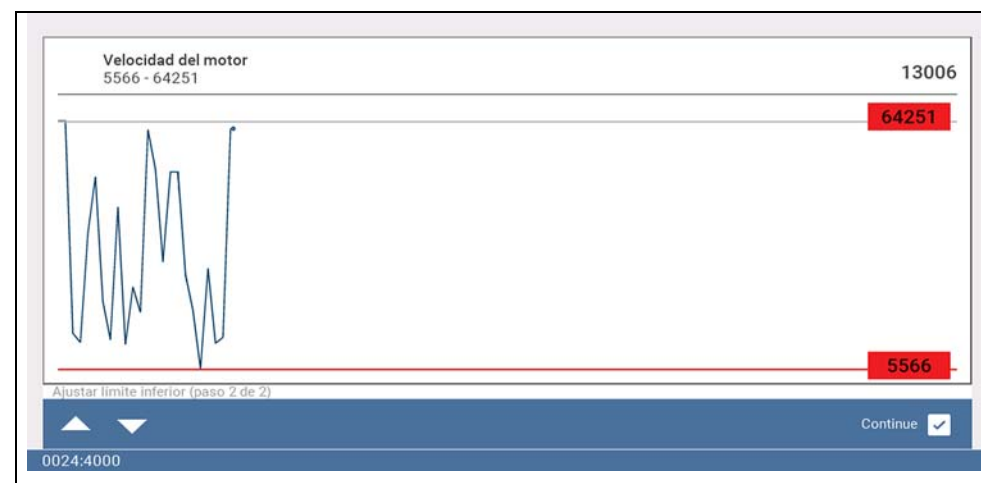 Velocidad del motor
5566 - 64251
13006
64251
5566
Ajustar límite inferior (paso 2 de 2)
Continue
0024:4000